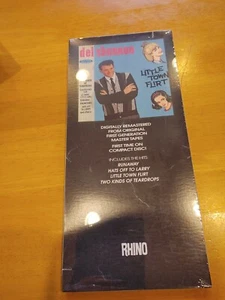 del shannon
LITTLE
TOWN
FLIRT
DIGITALLY REMASTERED
FROM ORIGINAL
FIRST GENERATION
MASTER TAPES
FIRST TIME ON
COMPACT DISC!
INCLUDES THE HITS:
RUNAWAY
HATS OFF TO LARRY
LITTLE TOWN FLIRT
TWO KINDS OF TEARDROPS
RHINO